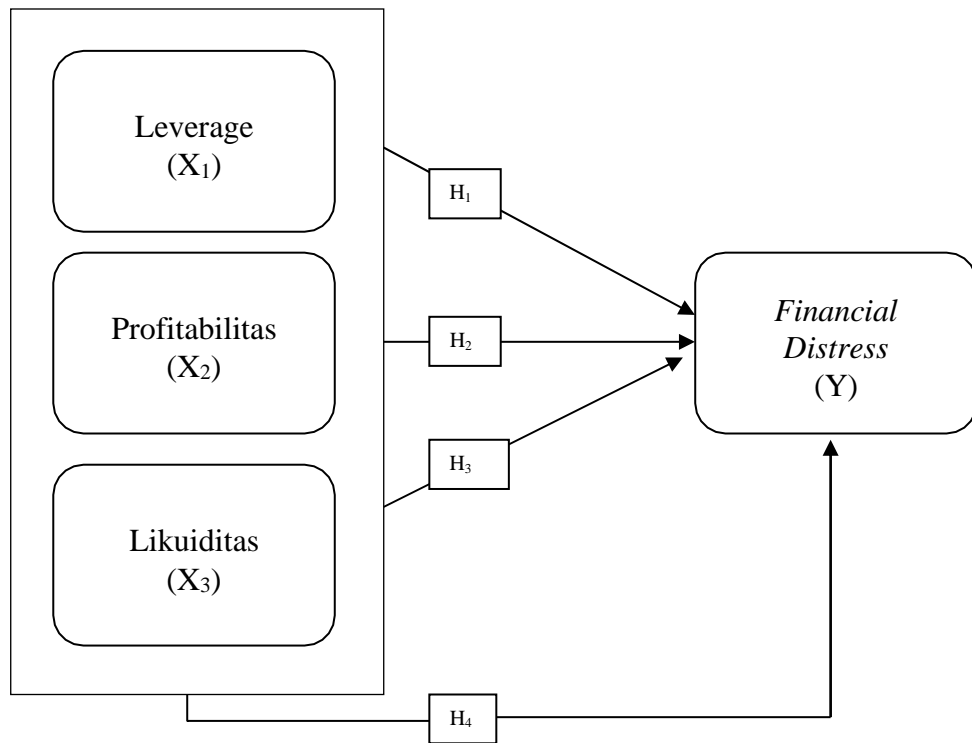 Leverage
(X₁)
H₁
Profitabilitas
(X₂)
H₂
Financial
Distress
(Y)
H₃
Likuiditas
(X₃)
H₄